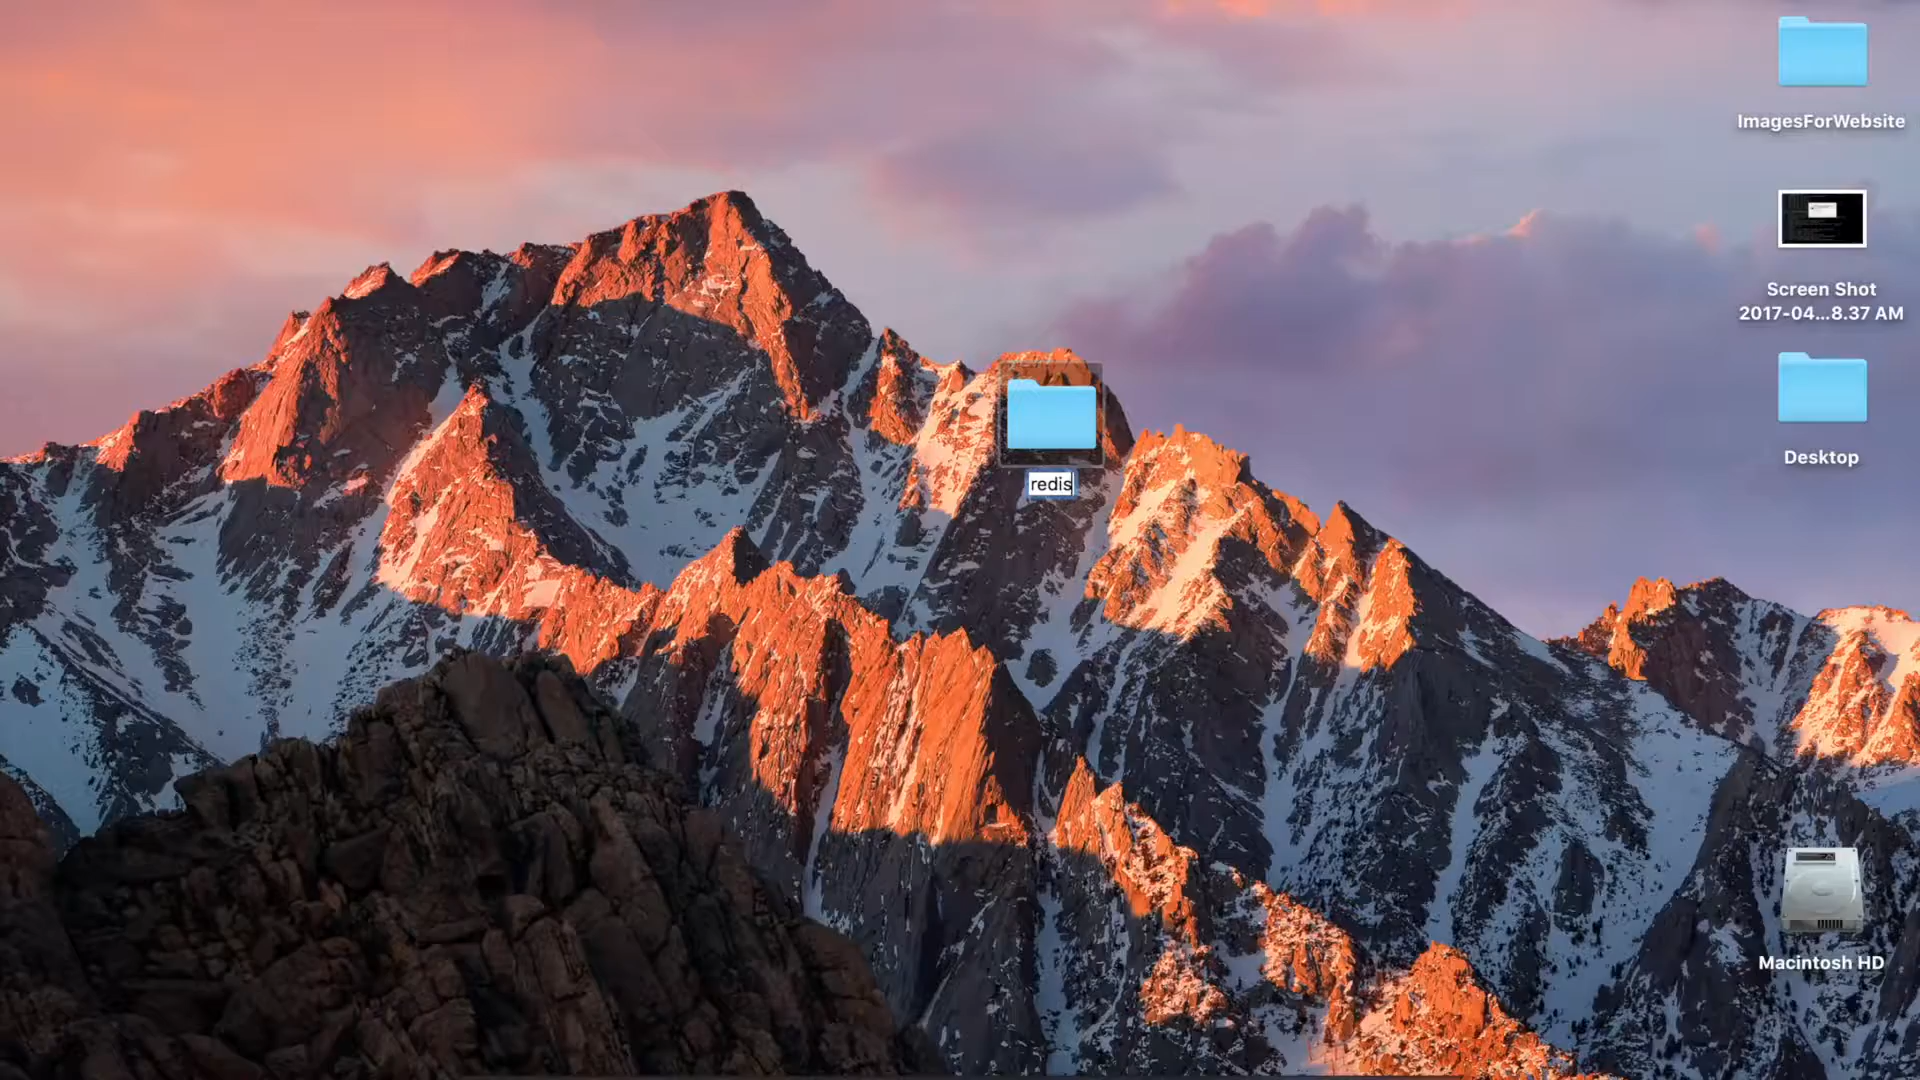 ImagesForWebsite
Screen Shot
2017-04...8.37 AM
redis
Desktop
Macintosh HD